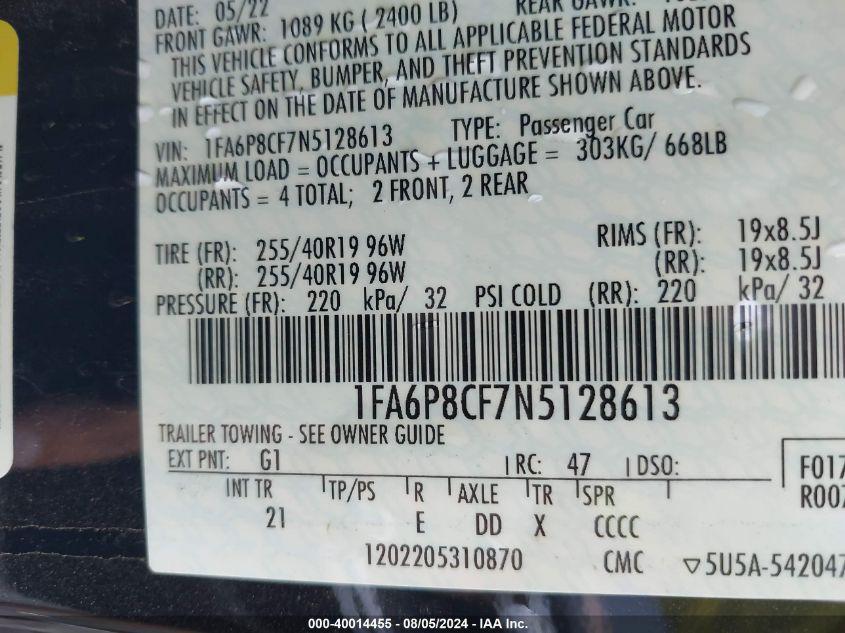 DATE: 05/22
FRONT GAWR: 1089 KG ( 2400 LB) REAR GAWR:
THIS VEHICLE CONFORMS TO ALL APPLICABLE FEDERAL MOTOR
VEHICLE SAFETY, BUMPER, AND THEFT PREVENTION STANDARDS
IN EFFECT ON THE DATE OF MANUFACTURE SHOWN ABOVE.
VIN: 1FA6P8CF7N5128613 TYPE: Passenger Car
MAXIMUM LOAD = OCCUPANTS + LUGGAGE = 303KG/ 668LB
OCCUPANTS = 4 TOTAL; 2 FRONT, 2 REAR
TIRE (FR): 255/40R19 96W RIMS (FR): 19x8.5J
(RR): 255/40R19 96W (RR): 19x8.5J
PRESSURE (FR): 220 kPa/ 32 PSI COLD (RR): 220 kPa/ 32
1FA6P8CF7N5128613
TRAILER TOWING - SEE OWNER GUIDE
EXT PNT: G1 RC: 47 DSO: F017
INT TR TP/PS R AXLE TR SPR R007
21 E DD X CCCC
1202205310870 CMC ▽5U5A-542047
000-40014455 - 08/05/2024 - IAA Inc.